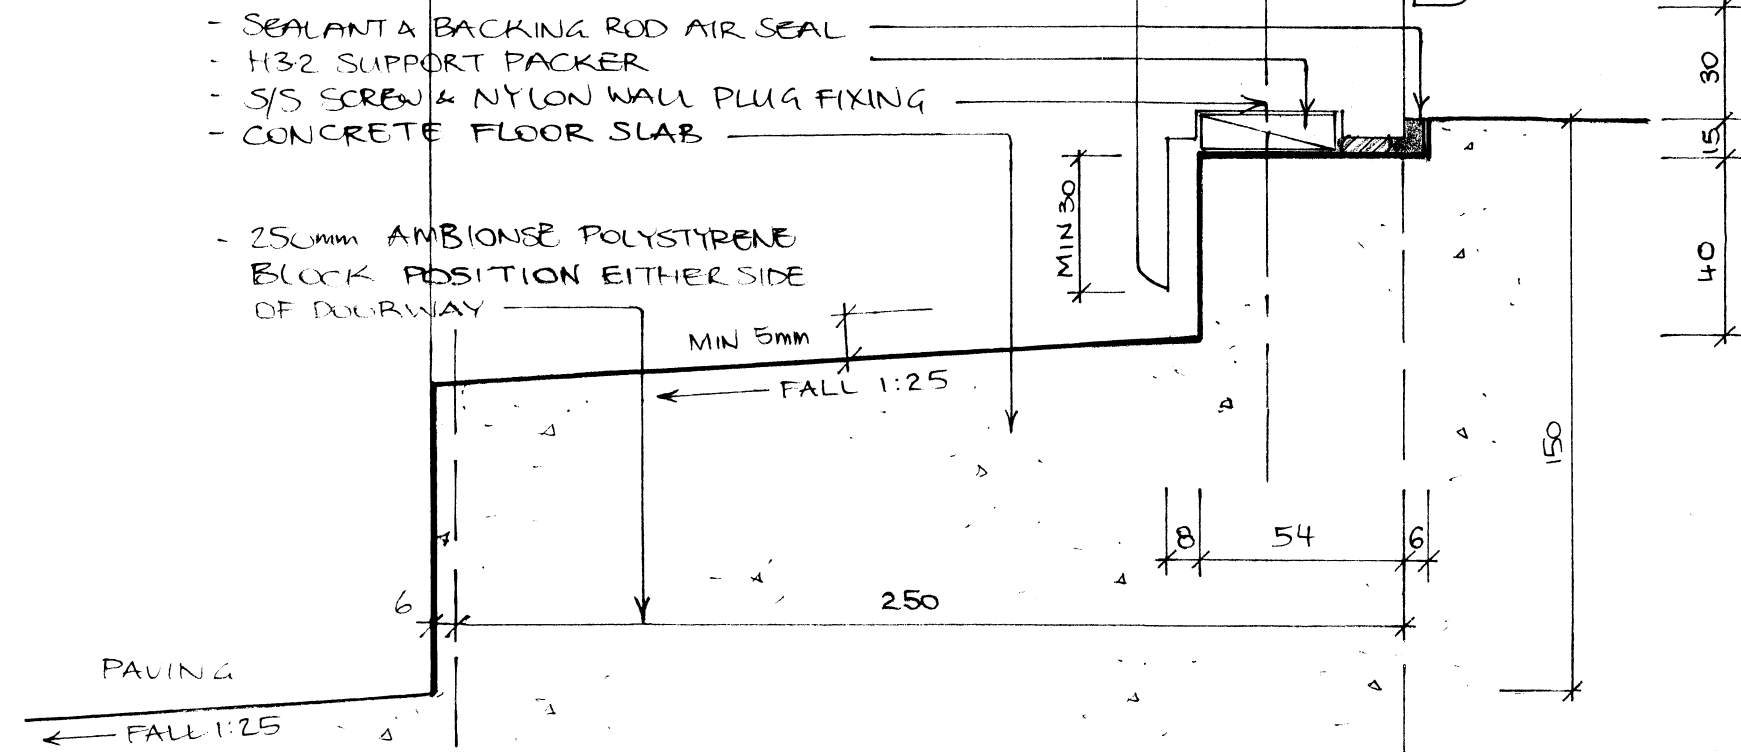 - SEALANT & BACKING ROD AIR SEAL
- H3·2 SUPPORT PACKER
- S/S SCREW & NYLON WALL PLUG FIXING
- CONCRETE FLOOR SLAB
- 250mm AMBIONSE POLYSTYRENE
BLOCK POSITION EITHER SIDE
OF DOORWAY
30
15
MIN 30
40
MIN 5mm
FALL 1:25
150
8
54
6
6
250
PAVING
FALL 1:25